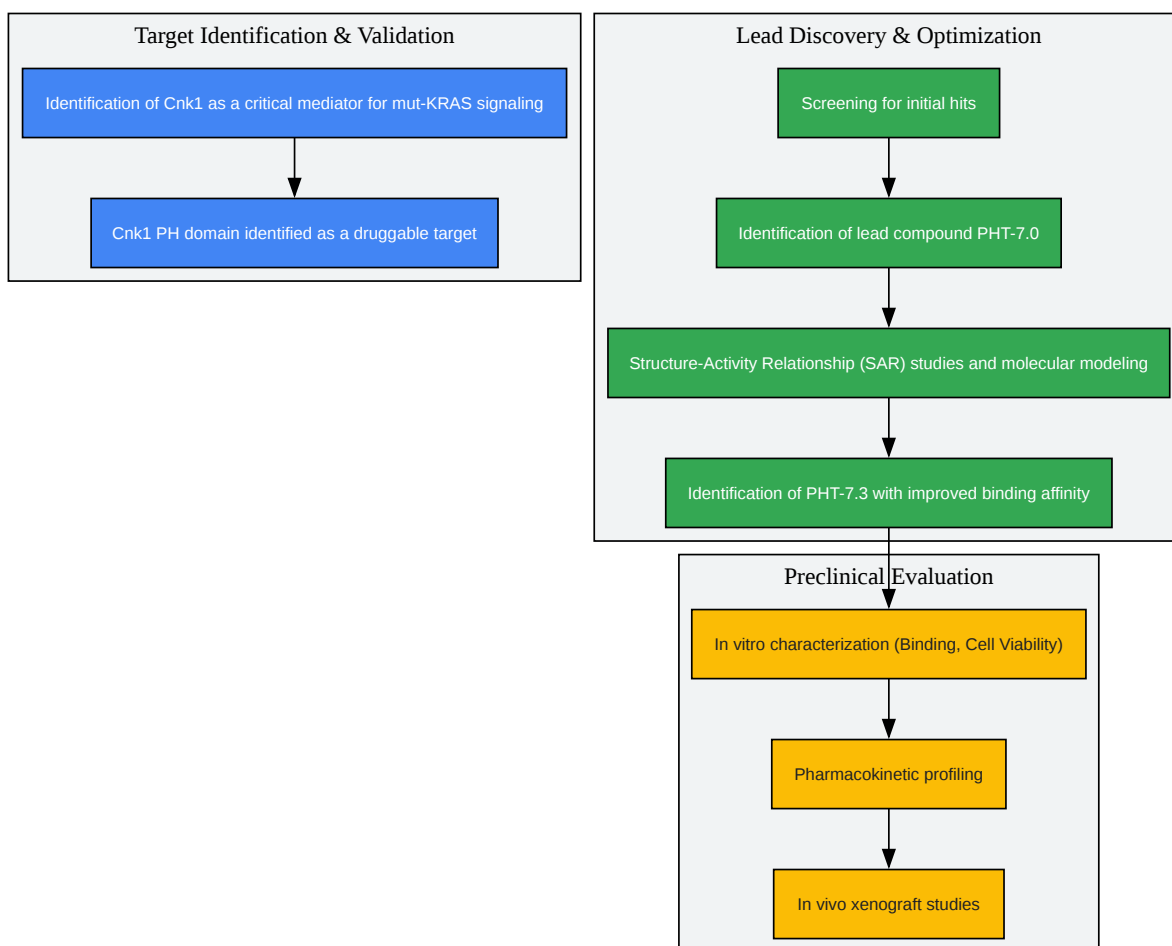 Target Identification & Validation
Identification of Cnk1 as a critical mediator for mut-KRAS signaling
Cnk1 PH domain identified as a druggable target
Lead Discovery & Optimization
Screening for initial hits
Identification of lead compound PHT-7.0
Structure-Activity Relationship (SAR) studies and molecular modeling
Identification of PHT-7.3 with improved binding affinity
Preclinical Evaluation
In vitro characterization (Binding, Cell Viability)
Pharmacokinetic profiling
In vivo xenograft studies